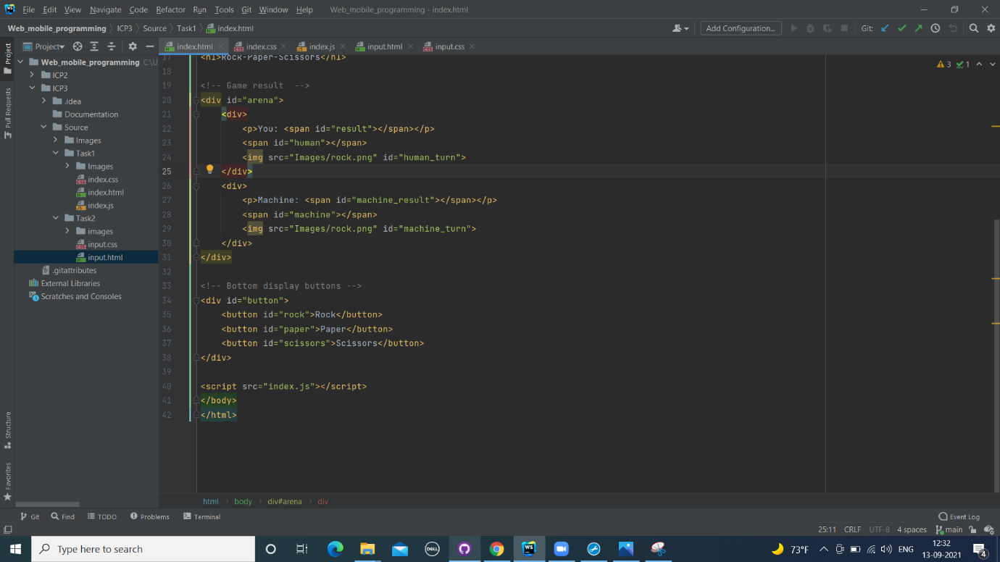 WS File Edit View Navigate Code Refactor Run Tools Git Window Help Web_mobile_programming - index.html
Web_mobile_programming ICP3 Source Task1 index.html Add Configuration... Git:
Project index.html index.css index.js input.html input.css
Project
Pull Requests
Structure
Favorites
Web_mobile_programming C:\U
ICP2
ICP3
.idea
Documentation
Source
Images
Task1
Images
index.css
index.html
index.js
Task2
images
input.css
input.html
.gitattributes
External Libraries
Scratches and Consoles
3 1
17 <h1>Rock-Paper-Scissors</h1>
18
19 <!-- Game result  -->
20 <div id="arena">
21 <div>
22 <p>You: <span id="result"></span></p>
23 <span id="human"></span>
24 <img src="Images/rock.png" id="human_turn">
25 </div>
26 <div>
27 <p>Machine: <span id="machine_result"></span></p>
28 <span id="machine"></span>
29 <img src="Images/rock.png" id="machine_turn">
30 </div>
31 </div>
32
33 <!-- Bottom display buttons -->
34 <div id="button">
35 <button id="rock">Rock</button>
36 <button id="paper">Paper</button>
37 <button id="scissors">Scissors</button>
38 </div>
39
40 <script src="index.js"></script>
41 </body>
42 </html>
html body div#arena div
Git Find TODO Problems Terminal Event Log
25:11 CRLF UTF-8 4 spaces main
Type here to search DELL WS 73°F ENG 12:32
13-09-2021 4